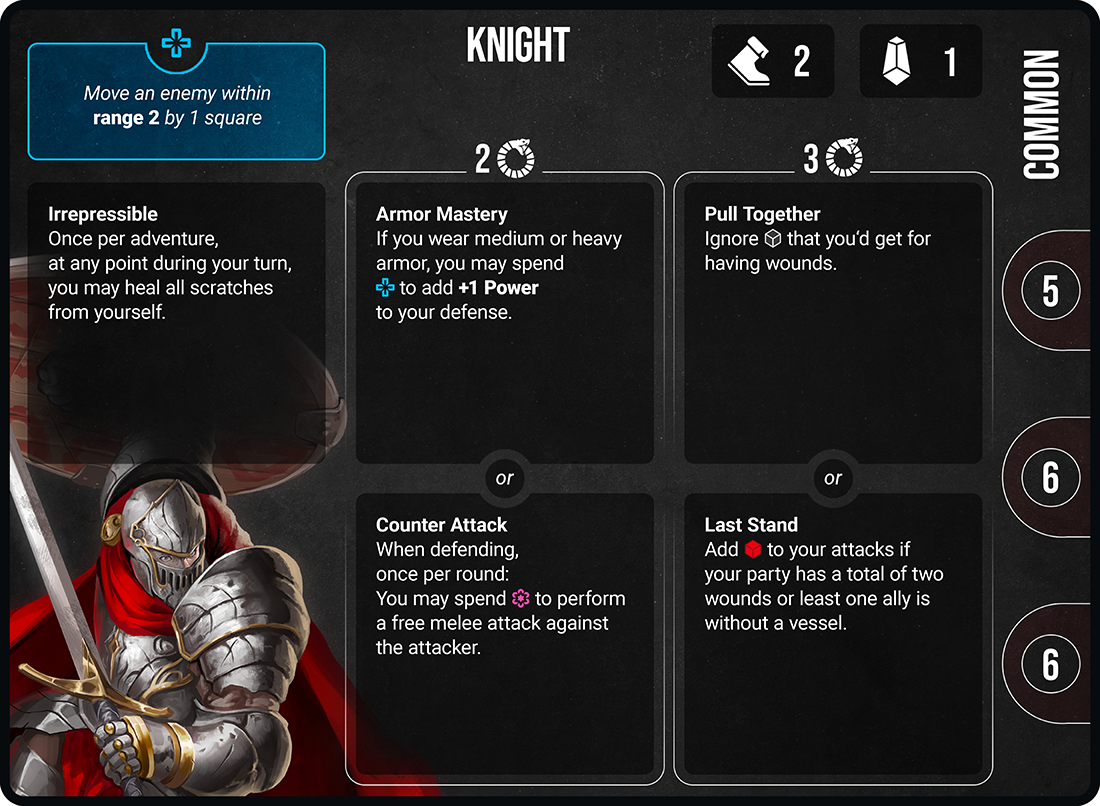 KNIGHT
2
1
COMMON
Move an enemy within
range 2 by 1 square
Irrepressible
Once per adventure,
at any point during your turn,
you may heal all scratches
from yourself.
2
Armor Mastery
If you wear medium or heavy
armor, you may spend
to add +1 Power
to your defense.
or
Counter Attack
When defending,
once per round:
You may spend to perform
a free melee attack against
the attacker.
3
Pull Together
Ignore that you‘d get for
having wounds.
or
Last Stand
Add to your attacks if
your party has a total of two
wounds or least one ally is
without a vessel.
5
6
6